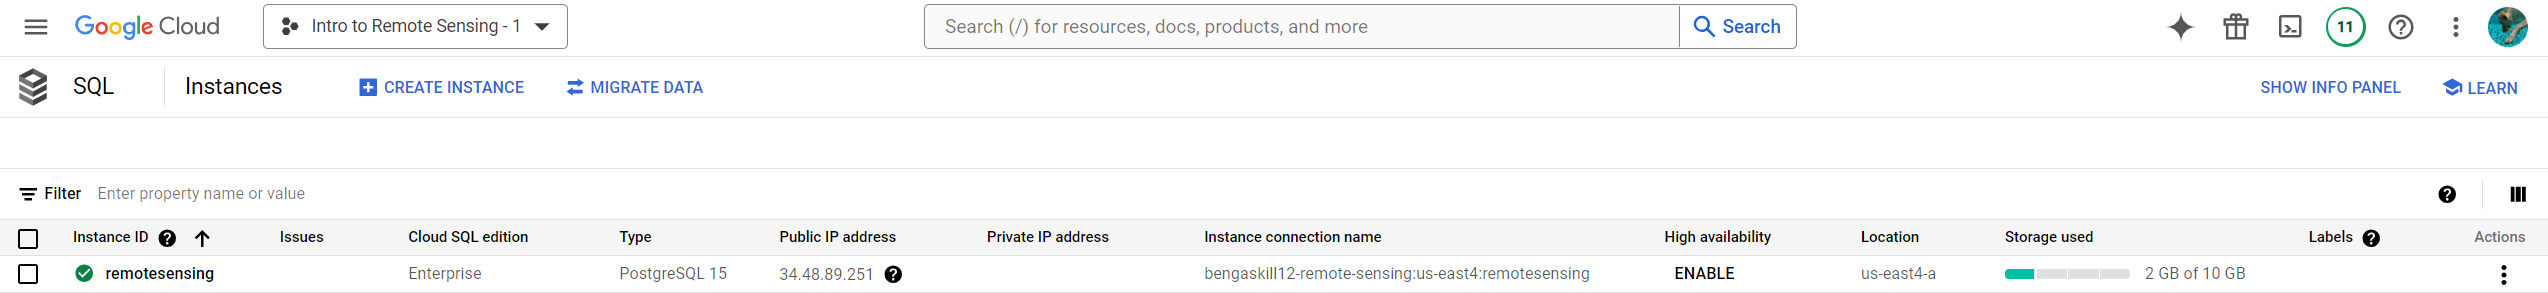 Google Cloud Intro to Remote Sensing - 1 Search (/) for resources, docs, products, and more Search 11
SQL Instances CREATE INSTANCE MIGRATE DATA SHOW INFO PANEL LEARN
Filter Enter property name or value
Instance ID Issues Cloud SQL edition Type Public IP address Private IP address Instance connection name High availability Location Storage used Labels Actions
remotesensing Enterprise PostgreSQL 15 34.48.89.251 bengaskill12-remote-sensing:us-east4:remotesensing ENABLE us-east4-a 2 GB of 10 GB